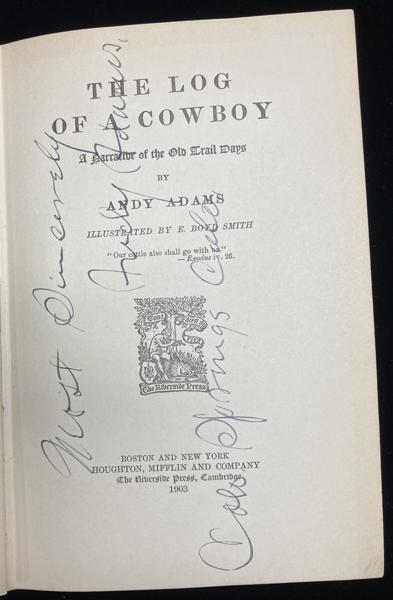 THE LOG
OF A COWBOY
A Narrative of the Old Trail Days
BY
ANDY ADAMS
ILLUSTRATED BY E. BOYD SMITH
"Our cattle also shall go with us."
—Exodus iv. 26.
The Riverside Press
BOSTON AND NEW YORK
HOUGHTON, MIFFLIN AND COMPANY
The Riverside Press, Cambridge
1903
Most Sincerely
Andy Adams,
Colo Springs Colo.